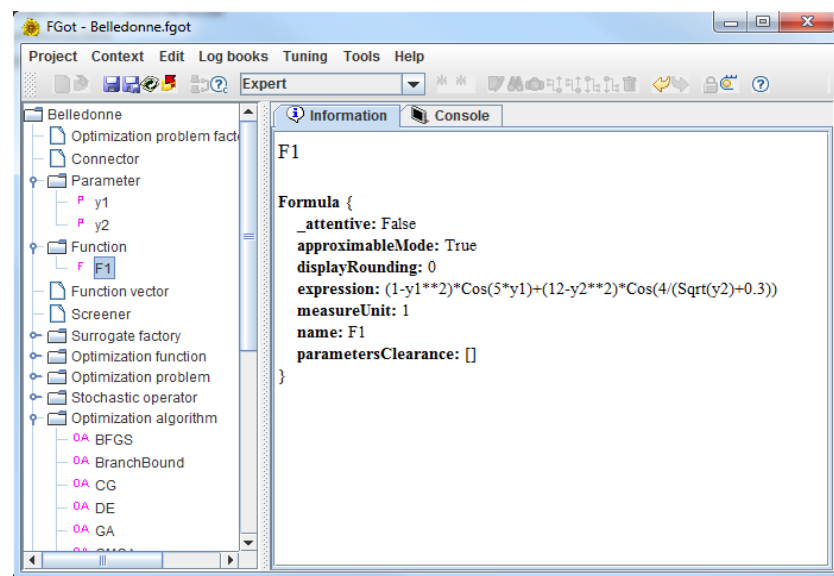 FGot - Belledonne.fgot
Project Context Edit Log books Tuning Tools Help
Expert
Belledonne
Optimization problem fact
Connector
Parameter
P y1
P y2
Function
F F1
Function vector
Screener
Surrogate factory
Optimization function
Optimization problem
Stochastic operator
Optimization algorithm
OA BFGS
OA BranchBound
OA CG
OA DE
OA GA
Information Console
F1
Formula {
_attentive: False
approximableMode: True
displayRounding: 0
expression: (1-y1**2)*Cos(5*y1)+(12-y2**2)*Cos(4/(Sqrt(y2)+0.3))
measureUnit: 1
name: F1
parametersClearance: []
}